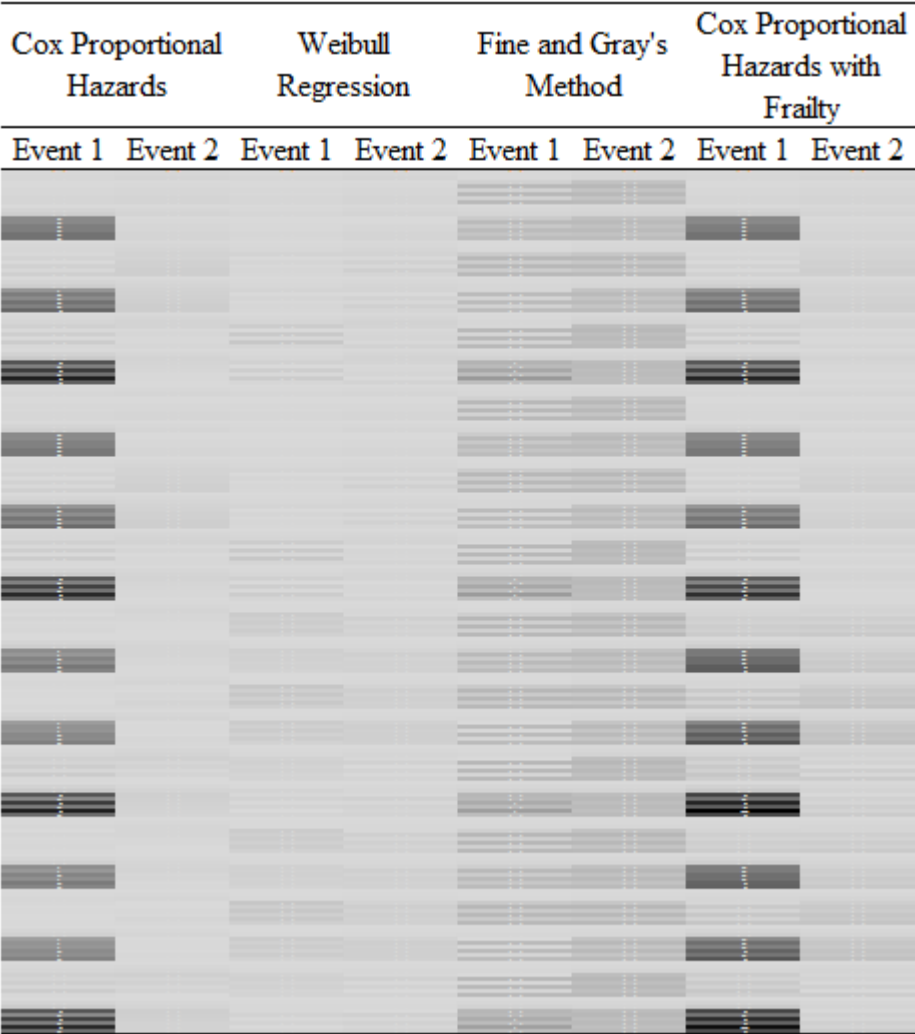 Cox Proportional
Hazards
Weibull
Regression
Fine and Gray's
Method
Cox Proportional
Hazards with
Frailty
Event 1 Event 2 Event 1 Event 2 Event 1 Event 2 Event 1 Event 2